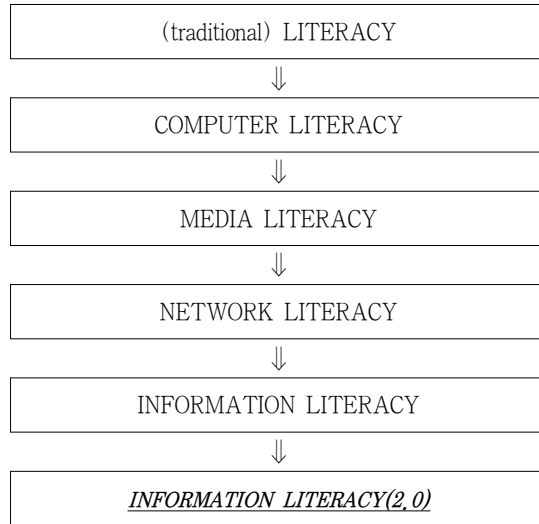 (traditional) LITERACY
⇓
COMPUTER LITERACY
⇓
MEDIA LITERACY
⇓
NETWORK LITERACY
⇓
INFORMATION LITERACY
⇓
INFORMATION LITERACY(2.0)